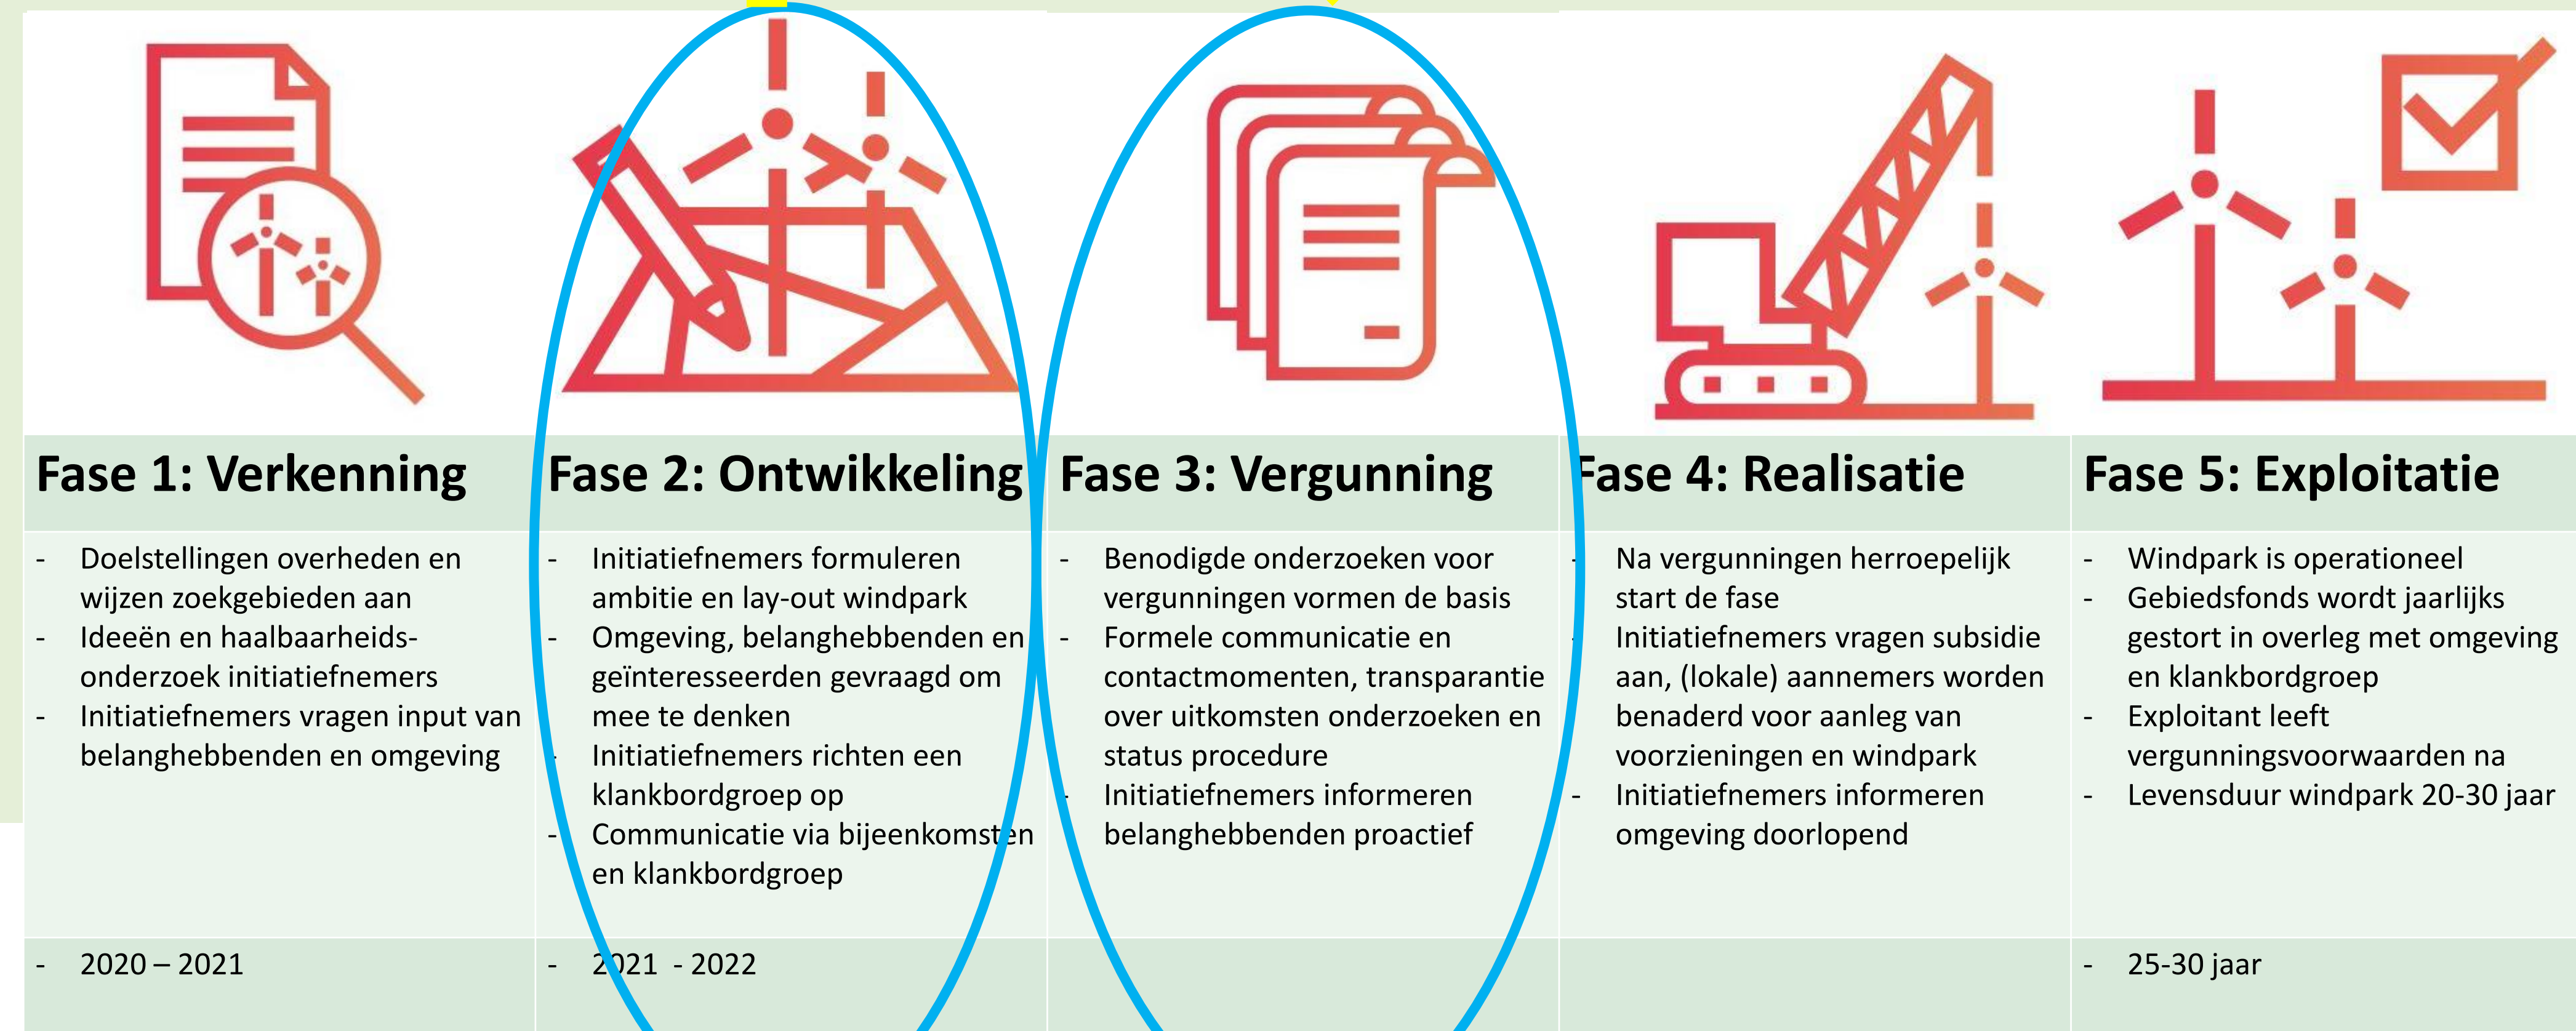 Fase 1: Verkenning
- Doelstellingen overheden en
wijzen zoekgebieden aan
- Ideeën en haalbaarheids-
onderzoek initiatiefnemers
- Initiatiefnemers vragen input van
belanghebbenden en omgeving
- 2020 – 2021
Fase 2: Ontwikkeling
- Initiatiefnemers formuleren
ambitie en lay-out windpark
- Omgeving, belanghebbenden en
geïnteresseerden gevraagd om
mee te denken
- Initiatiefnemers richten een
klankbordgroep op
- Communicatie via bijeenkomsten
en klankbordgroep
- 2021 - 2022
Fase 3: Vergunning
- Benodigde onderzoeken voor
vergunningen vormen de basis
- Formele communicatie en
contactmomenten, transparantie
over uitkomsten onderzoeken en
status procedure
- Initiatiefnemers informeren
belanghebbenden proactief
Fase 4: Realisatie
- Na vergunningen herroepelijk
start de fase
- Initiatiefnemers vragen subsidie
aan, (lokale) aannemers worden
benaderd voor aanleg van
voorzieningen en windpark
- Initiatiefnemers informeren
omgeving doorlopend
Fase 5: Exploitatie
- Windpark is operationeel
- Gebiedsfonds wordt jaarlijks
gestort in overleg met omgeving
en klankbordgroep
- Exploitant leeft
vergunningsvoorwaarden na
- Levensduur windpark 20-30 jaar
- 25-30 jaar